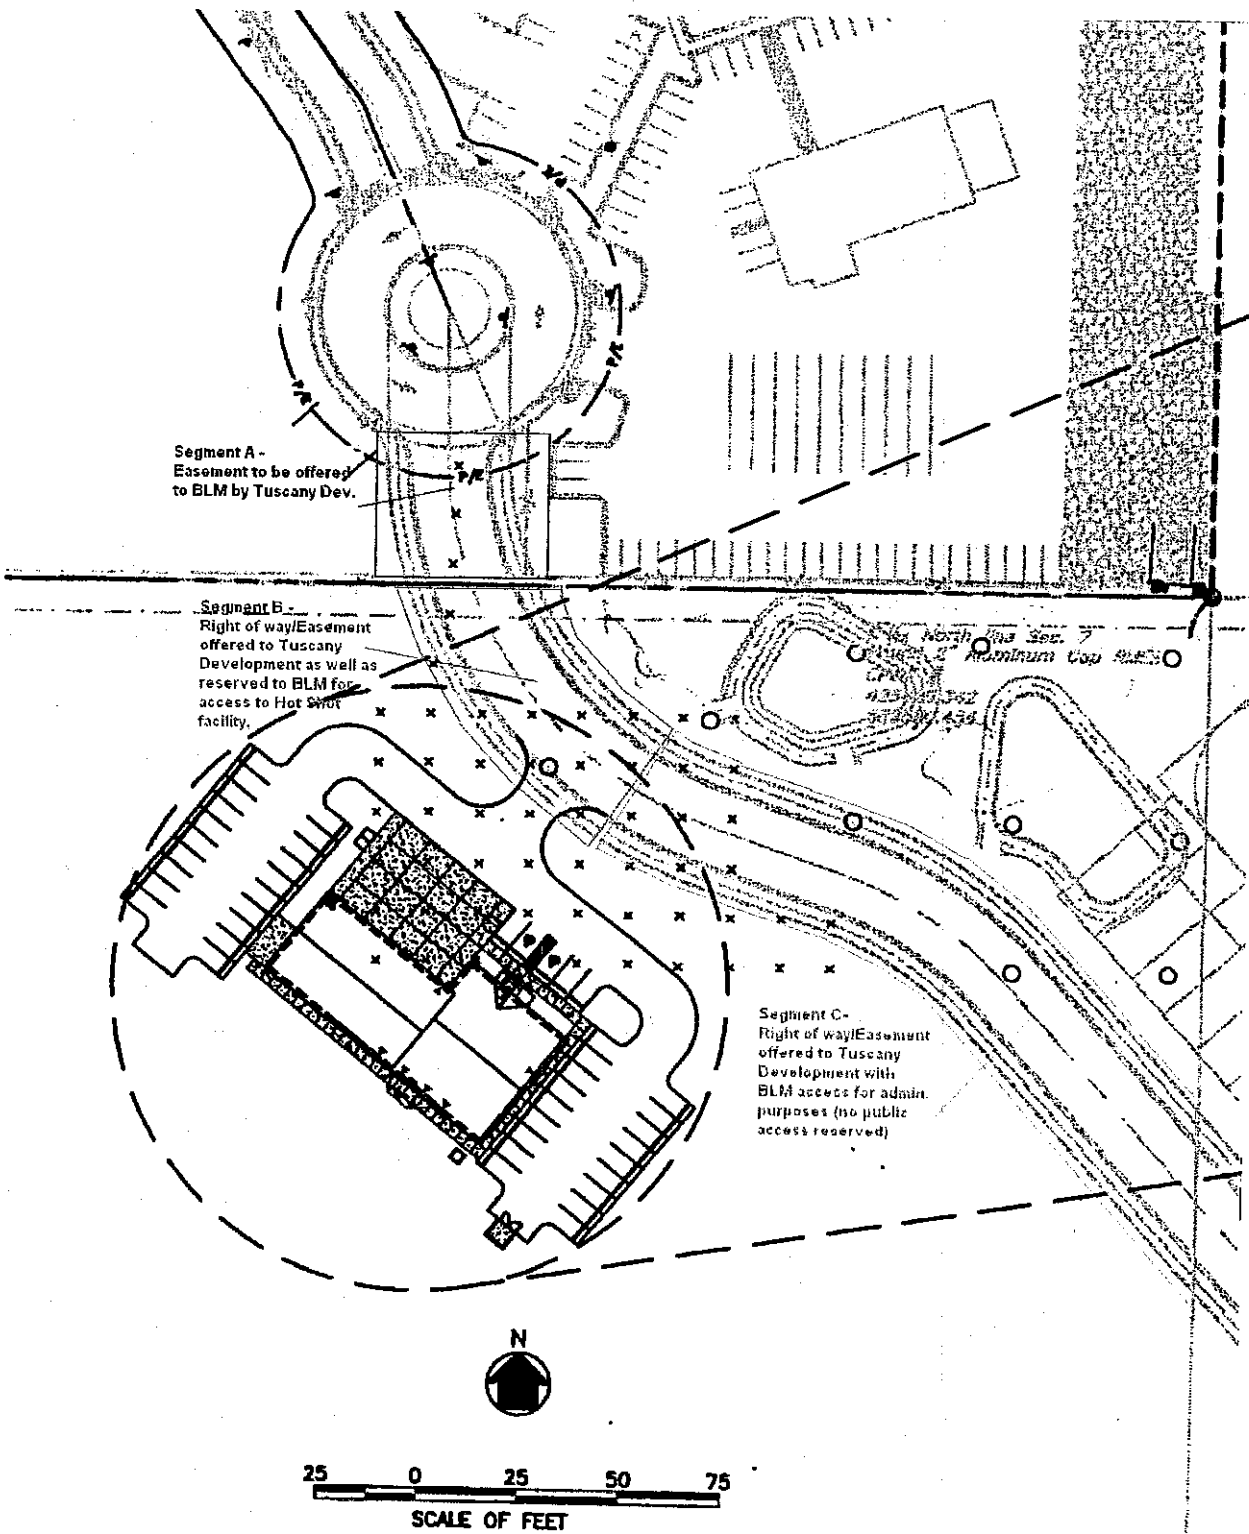 P/E
P/E
P/E
P/E
Segment A -
Easement to be offered
to BLM by Tuscany Dev.
Segment B -
Right of way/Easement
offered to Tuscany
Development as well as
reserved to BLM for
access to Hot Shot
facility.
North Sec. 7
Aluminum Cap
Segment C-
Right of way/Easement
offered to Tuscany
Development with
BLM access for admin.
purposes (no public
access reserved)
N
25 0 25 50 75
SCALE OF FEET